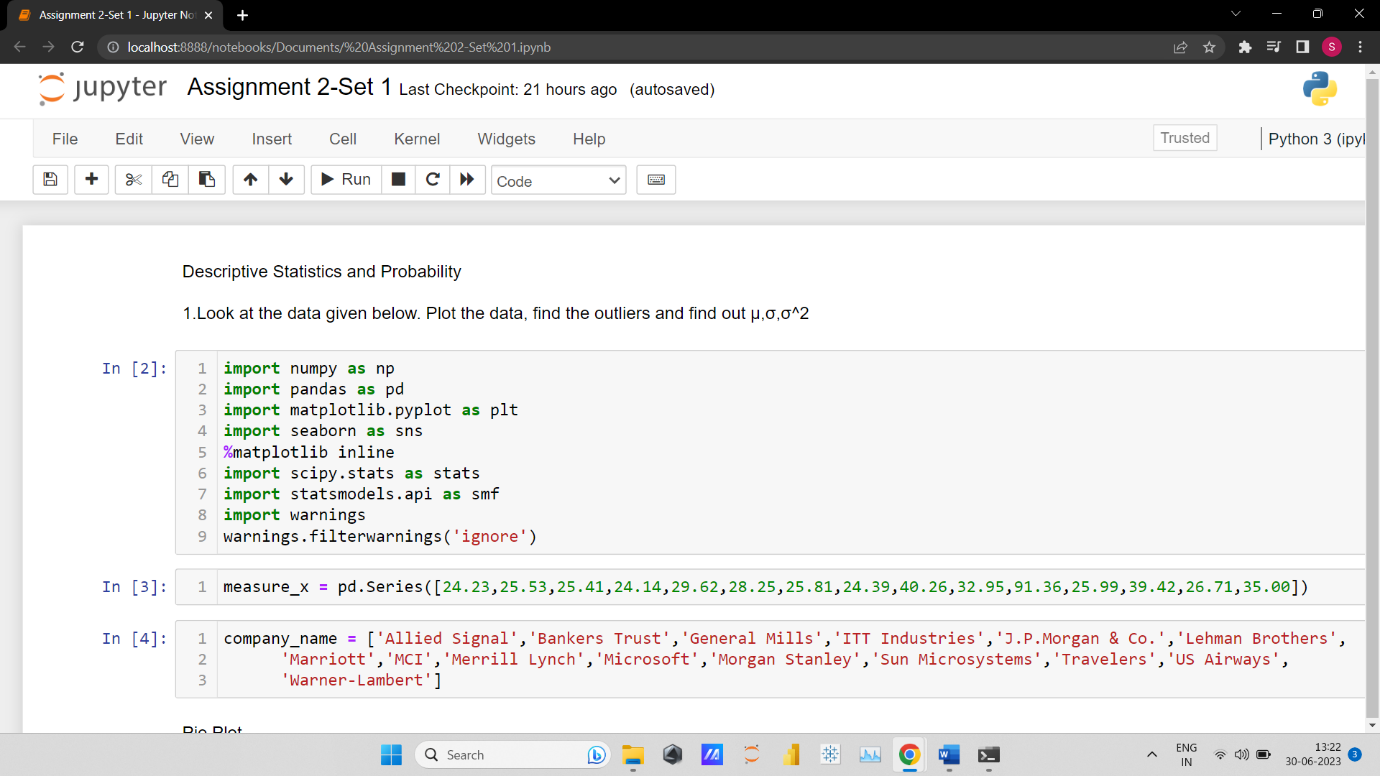 Assignment 2-Set 1 - Jupyter No
localhost:8888/notebooks/Documents/%20Assignment%202-Set%201.ipynb
S
jupyter Assignment 2-Set 1 Last Checkpoint: 21 hours ago (autosaved)
File Edit View Insert Cell Kernel Widgets Help Trusted Python 3 (ipyl
Run Code
Descriptive Statistics and Probability
1.Look at the data given below. Plot the data, find the outliers and find out μ,σ,σ^2
In [2]: 1 import numpy as np
2 import pandas as pd
3 import matplotlib.pyplot as plt
4 import seaborn as sns
5 %matplotlib inline
6 import scipy.stats as stats
7 import statsmodels.api as smf
8 import warnings
9 warnings.filterwarnings('ignore')
In [3]: 1 measure_x = pd.Series([24.23,25.53,25.41,24.14,29.62,28.25,25.81,24.39,40.26,32.95,91.36,25.99,39.42,26.71,35.00])
In [4]: 1 company_name = ['Allied Signal','Bankers Trust','General Mills','ITT Industries','J.P.Morgan & Co.','Lehman Brothers',
2 'Marriott','MCI','Merrill Lynch','Microsoft','Morgan Stanley','Sun Microsystems','Travelers','US Airways',
3 'Warner-Lambert']
Pie Plot
Search
ENG
IN
13:22
30-06-2023
3